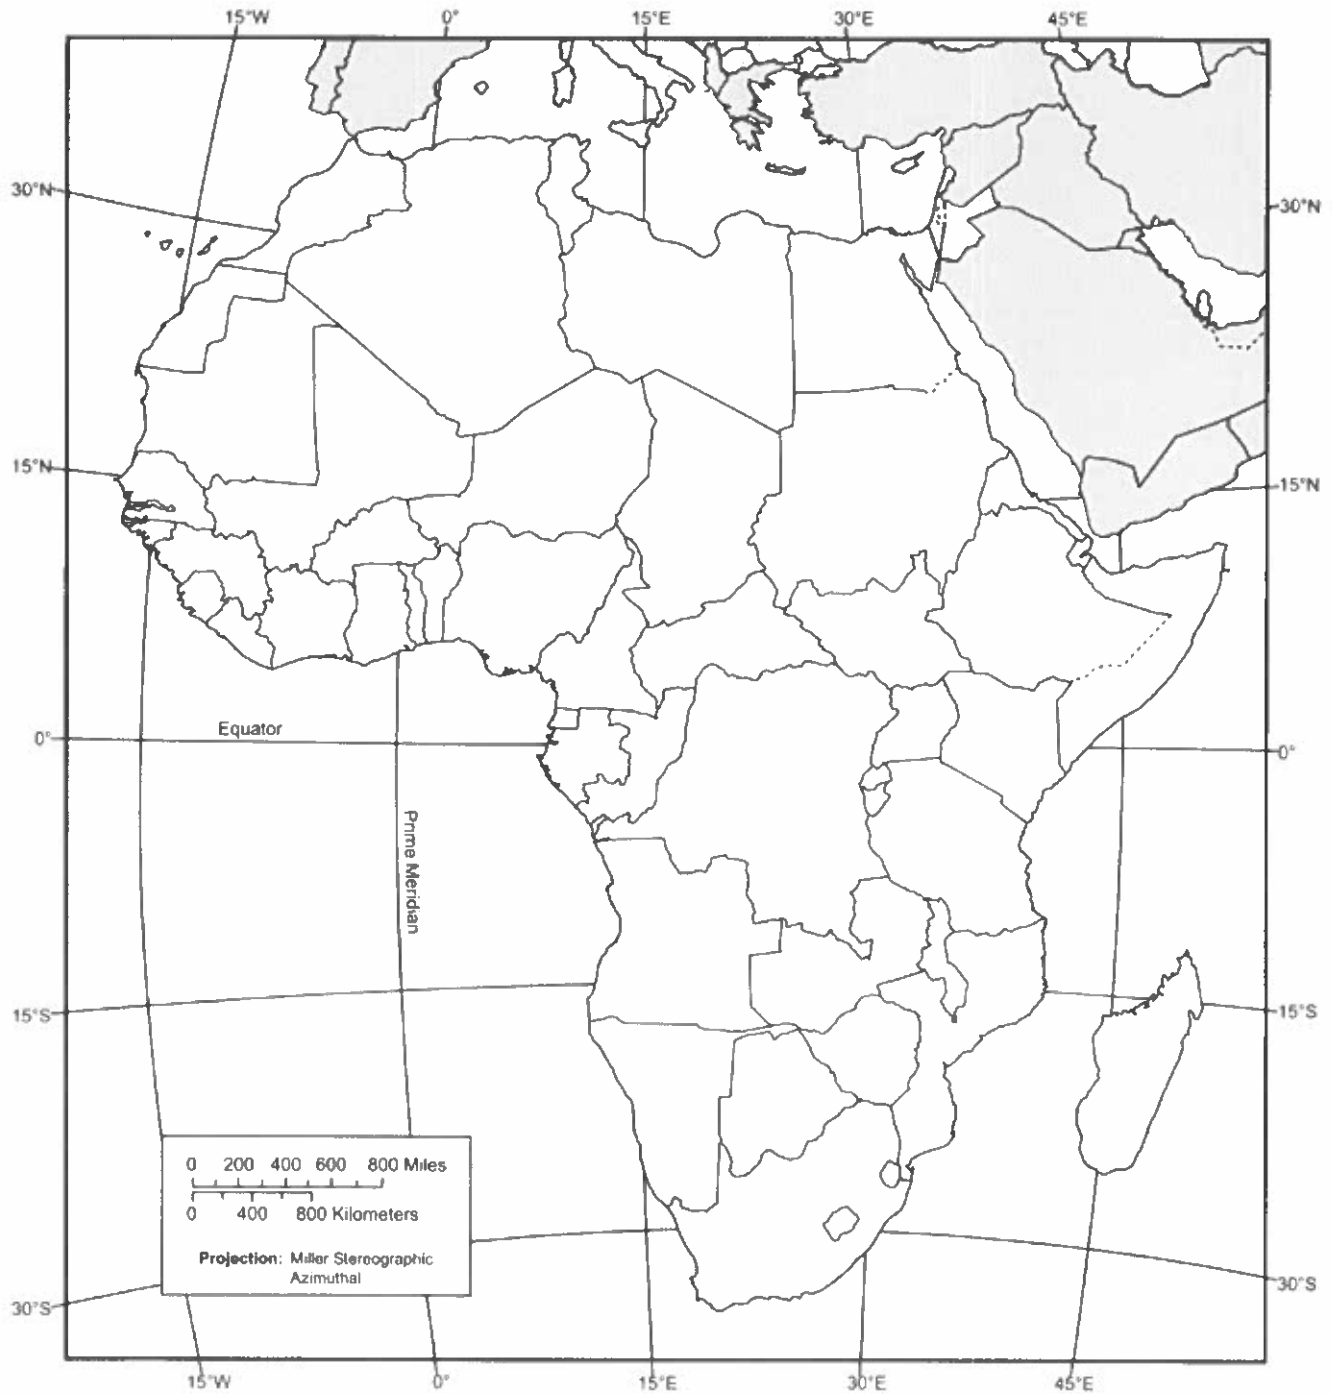 15°W 0° 15°E 30°E 45°E
30°N 30°N
15°N 15°N
Equator
0° 0°
Prime Meridian
15°S 15°S
0 200 400 600 800 Miles
0 400 800 Kilometers
Projection: Miller Stereographic
Azimuthal
30°S 30°S
15°W 0° 15°E 30°E 45°E